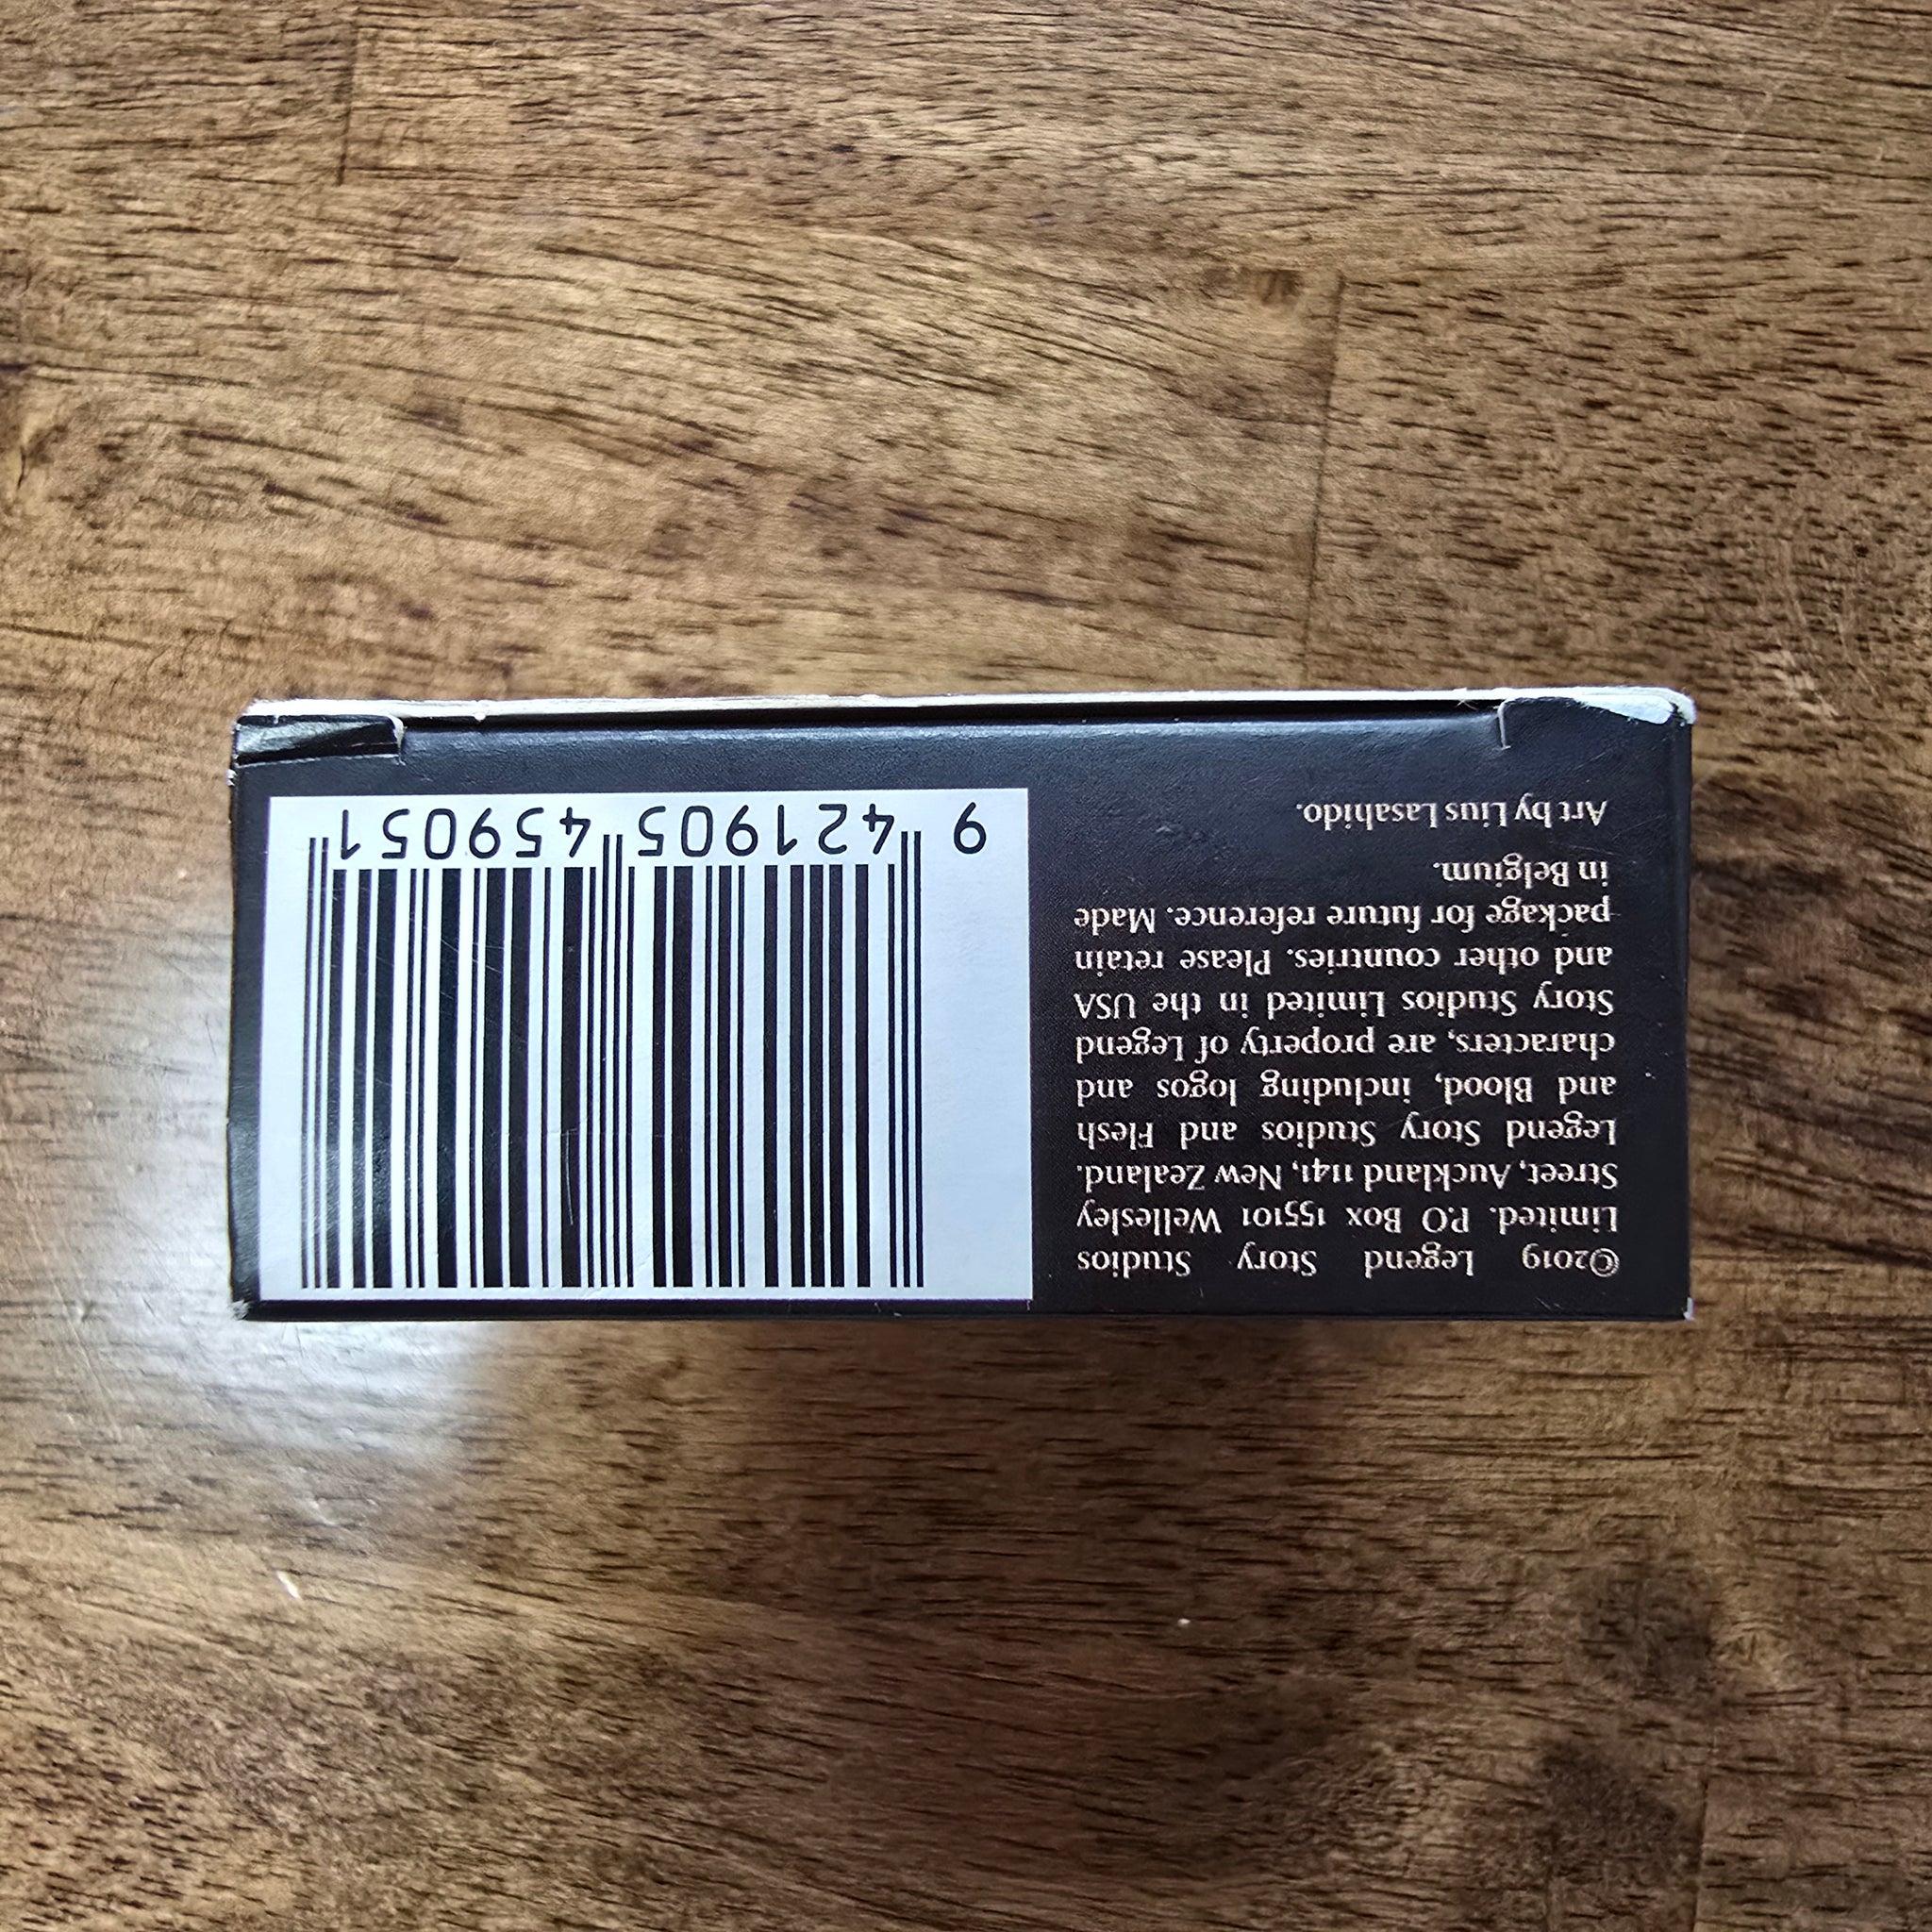 ©2019 Legend Story Studios
Limited. P.O Box 155101 Wellesley
Street, Auckland 1141, New Zealand.
Legend Story Studios and Flesh
and Blood, including logos and
characters, are property of Legend
Story Studios Limited in the USA
and other countries. Please retain
package for future reference. Made
in Belgium.
Art by Lius Lasahido.
9 421905 459051